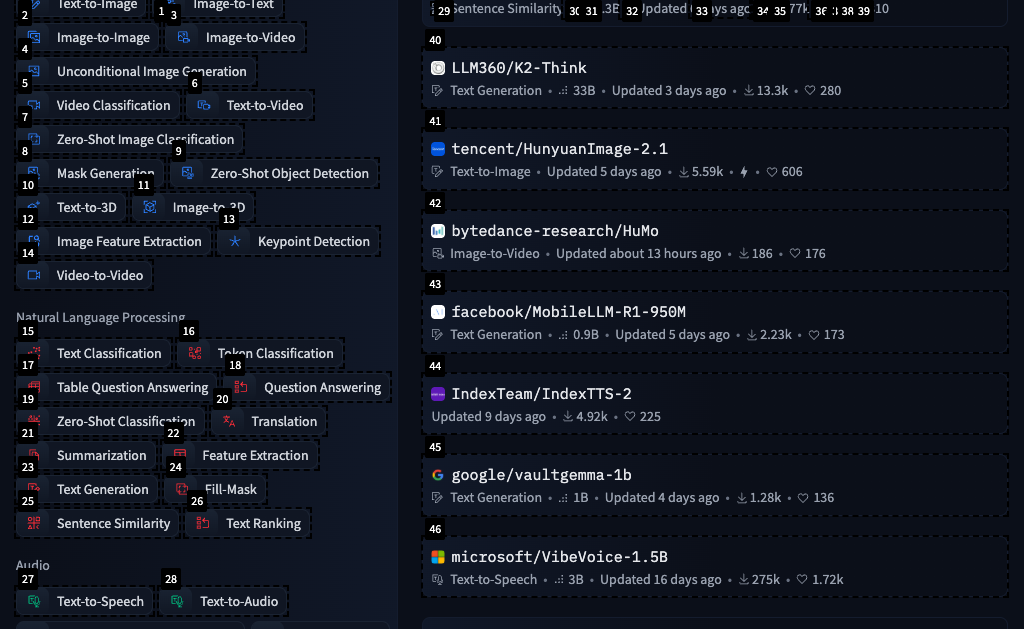 Text-to-Image
Image-to-Text
2
1
3
Image-to-Image
Image-to-Video
4
Unconditional Image Generation
5
6
Video Classification
Text-to-Video
7
Zero-Shot Image Classification
8
9
Mask Generation
Zero-Shot Object Detection
10
11
Text-to-3D
Image-to-3D
12
13
Image Feature Extraction
Keypoint Detection
14
Video-to-Video
Natural Language Processing
15
16
Text Classification
Token Classification
17
18
Table Question Answering
Question Answering
19
20
Zero-Shot Classification
Translation
21
22
Summarization
Feature Extraction
23
24
Text Generation
Fill-Mask
25
26
Sentence Similarity
Text Ranking
Audio
27
28
Text-to-Speech
Text-to-Audio
29 Sentence Similarity 30 31 .3B 32 Updated 33 days ago 34 35 77k 36 38 39 10
40
LLM360/K2-Think
Text Generation • 33B • Updated 3 days ago • 13.3k • 280
41
tencent/HunyuanImage-2.1
Text-to-Image • Updated 5 days ago • 5.59k • • 606
42
bytedance-research/HuMo
Image-to-Video • Updated about 13 hours ago • 186 • 176
43
facebook/MobileLLM-R1-950M
Text Generation • 0.9B • Updated 5 days ago • 2.23k • 173
44
IndexTeam/IndexTTS-2
Updated 9 days ago • 4.92k • 225
45
google/vaultgemma-1b
Text Generation • 1B • Updated 4 days ago • 1.28k • 136
46
microsoft/VibeVoice-1.5B
Text-to-Speech • 3B • Updated 16 days ago • 275k • 1.72k